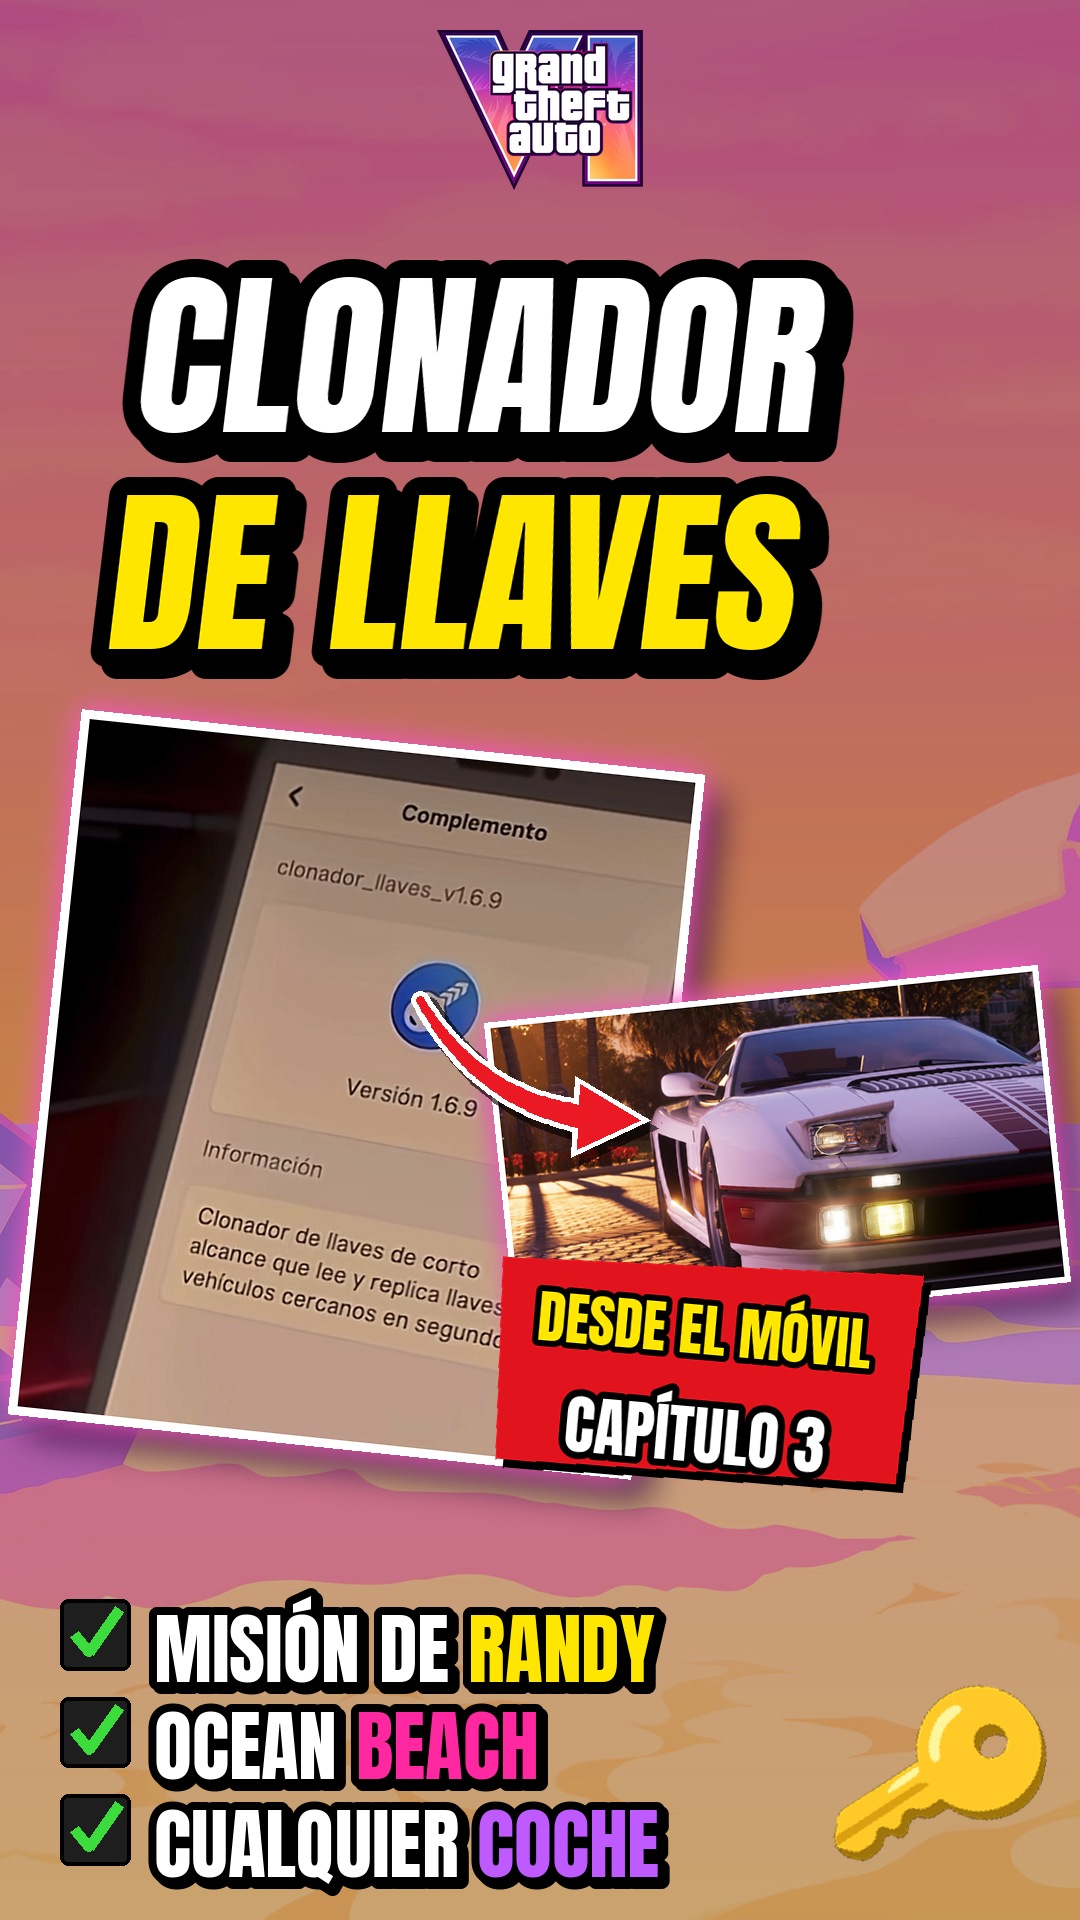 grand
theft
auto
VI
CLONADOR
DE LLAVES
Complemento
clonador_llaves_v1.6.9
Versión 1.6.9
Información
Clonador de llaves de corto
alcance que lee y replica llaves
vehículos cercanos en segundo
DESDE EL MÓVIL
CAPÍTULO 3
MISIÓN DE RANDY
OCEAN BEACH
CUALQUIER COCHE